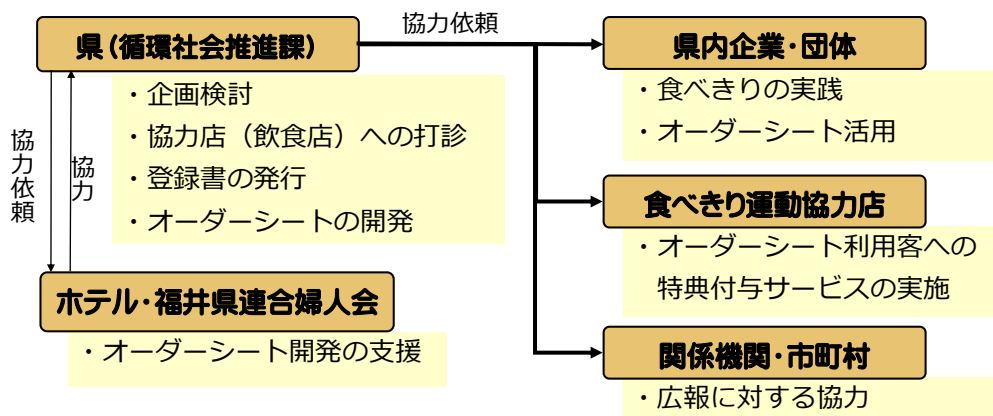 県(循環社会推進課)
・企画検討
・協力店（飲食店）への打診
・登録書の発行
・オーダーシートの開発
協力依頼
協力
ホテル・福井県連合婦人会
・オーダーシート開発の支援
協力依頼
県内企業・団体
・食べきりの実践
・オーダーシート活用
食べきり運動協力店
・オーダーシート利用客への
特典付与サービスの実施
関係機関・市町村
・広報に対する協力